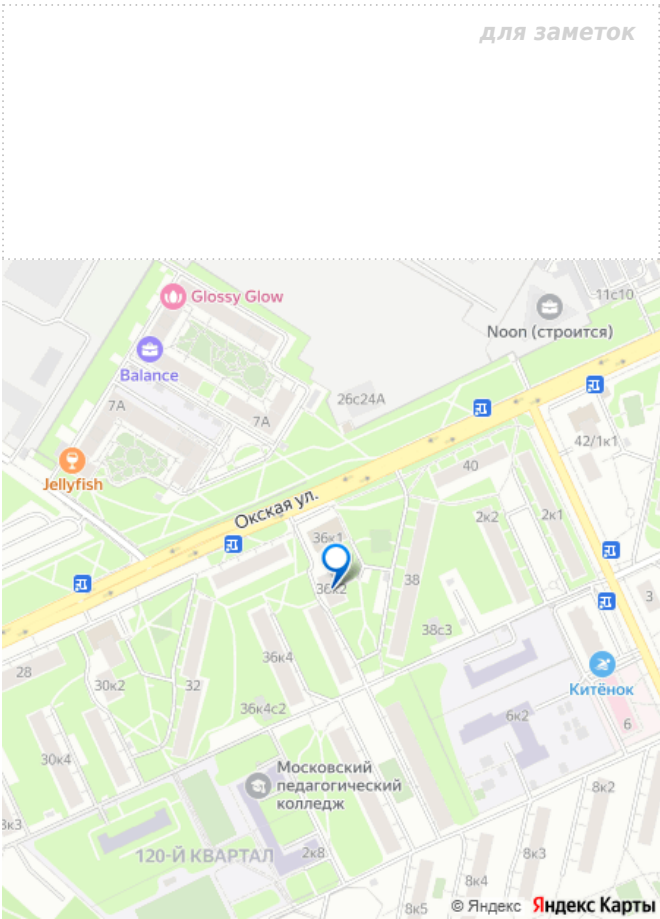 для заметок
Glossy Glow
11с10
Noon (строится)
Balance
7А
26с24А
7А
42/1к1
Jellyfish
40
Окская ул.
2к2
2к1
36к1
36к2
38
3
38с3
36к4
28
30к2
32
Китёнок
36к4с2
6к2
6
30к4
Московский
педагогический
колледж
8к2
8к3
120-Й КВАРТАЛ
2к8
8к3
8к4
8к5
© Яндекс Яндекс Карты